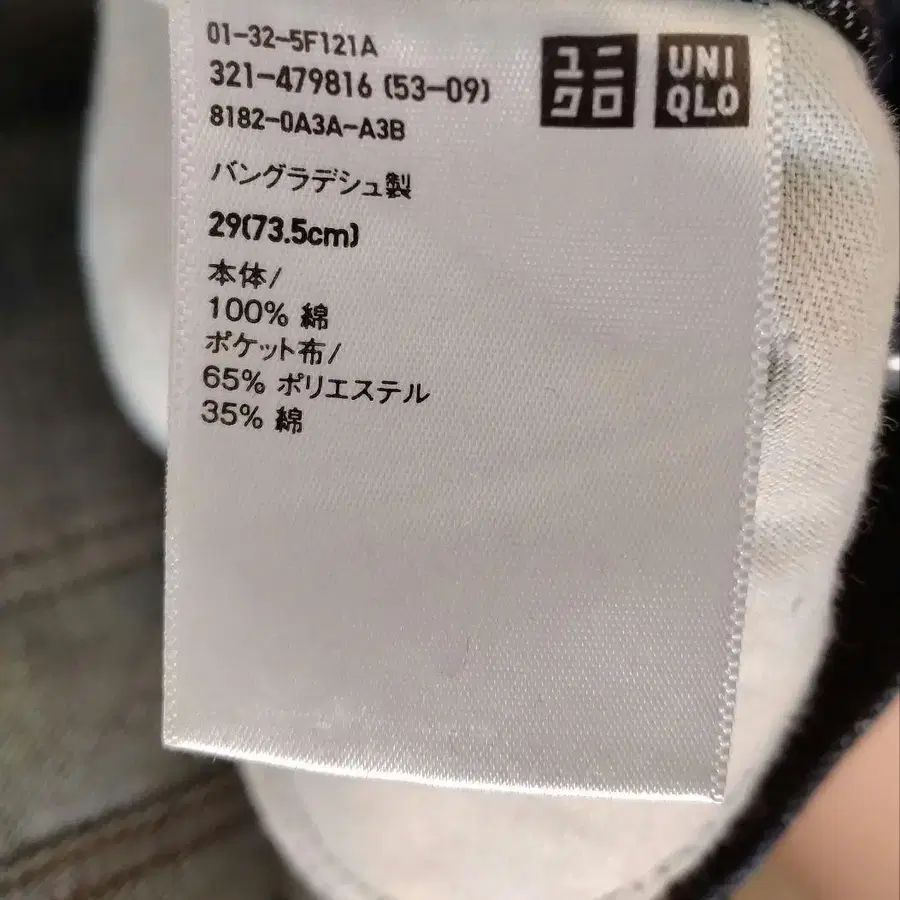 01-32-5F121A
321-479816 (53-09)
8182-0A3A-A3B
ユニ
クロ
UNI
QLO
バングラデシュ製
29(73.5cm)
本体/
100% 綿
ポケット布/
65% ポリエステル
35% 綿